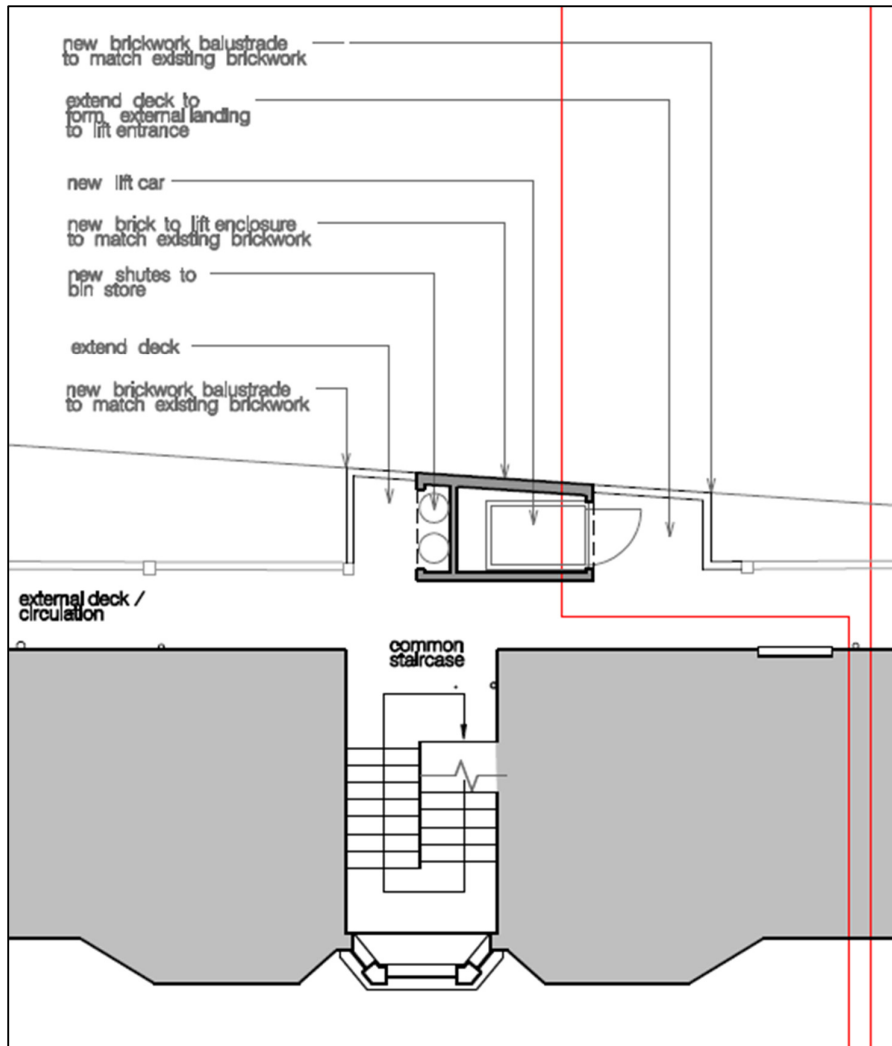 new brickwork balustrade
to match existing brickwork
extend deck to
form external landing
to lift entrance
new lift car
new brick to lift enclosure
to match existing brickwork
new shutes to
bin store
extend deck
new brickwork balustrade
to match existing brickwork
external deck /
circulation
common
staircase